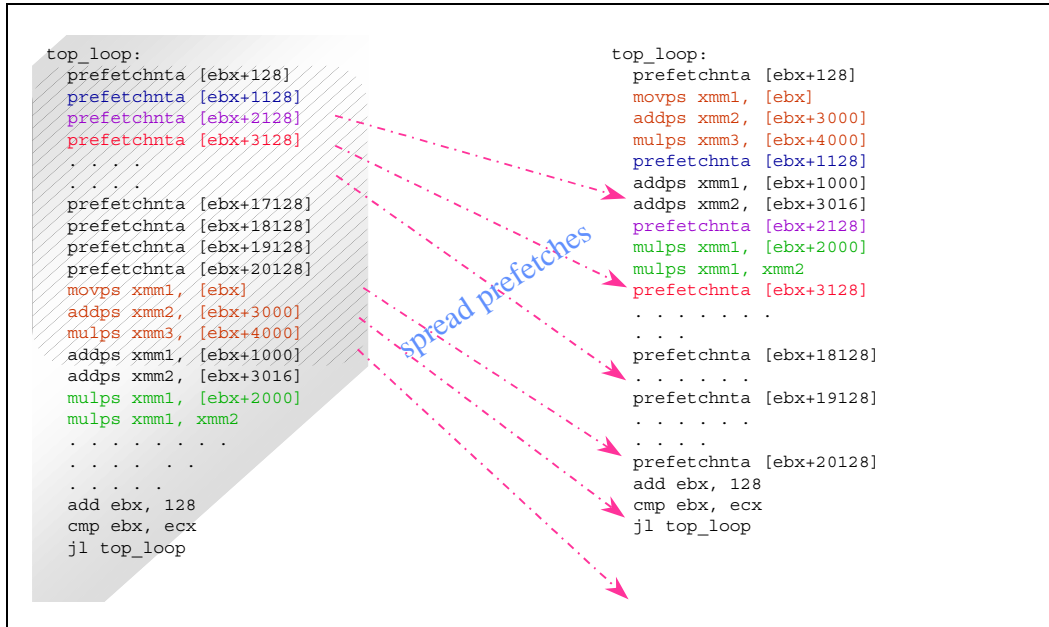 top_loop:
prefetchnta [ebx+128]
prefetchnta [ebx+1128]
prefetchnta [ebx+2128]
prefetchnta [ebx+3128]
. . . .
. . . .
prefetchnta [ebx+17128]
prefetchnta [ebx+18128]
prefetchnta [ebx+19128]
prefetchnta [ebx+20128]
movps xmm1, [ebx]
addps xmm2, [ebx+3000]
mulps xmm3, [ebx+4000]
addps xmm1, [ebx+1000]
addps xmm2, [ebx+3016]
mulps xmm1, [ebx+2000]
mulps xmm1, xmm2
. . . . . . . .
. . . . . .
. . . . .
add ebx, 128
cmp ebx, ecx
jl top_loop
spread prefetches
top_loop:
prefetchnta [ebx+128]
movps xmm1, [ebx]
addps xmm2, [ebx+3000]
mulps xmm3, [ebx+4000]
prefetchnta [ebx+1128]
addps xmm1, [ebx+1000]
addps xmm2, [ebx+3016]
prefetchnta [ebx+2128]
mulps xmm1, [ebx+2000]
mulps xmm1, xmm2
prefetchnta [ebx+3128]
. . . . . . .
. . .
prefetchnta [ebx+18128]
. . . . . .
prefetchnta [ebx+19128]
. . . . . .
. . . .
prefetchnta [ebx+20128]
add ebx, 128
cmp ebx, ecx
jl top_loop